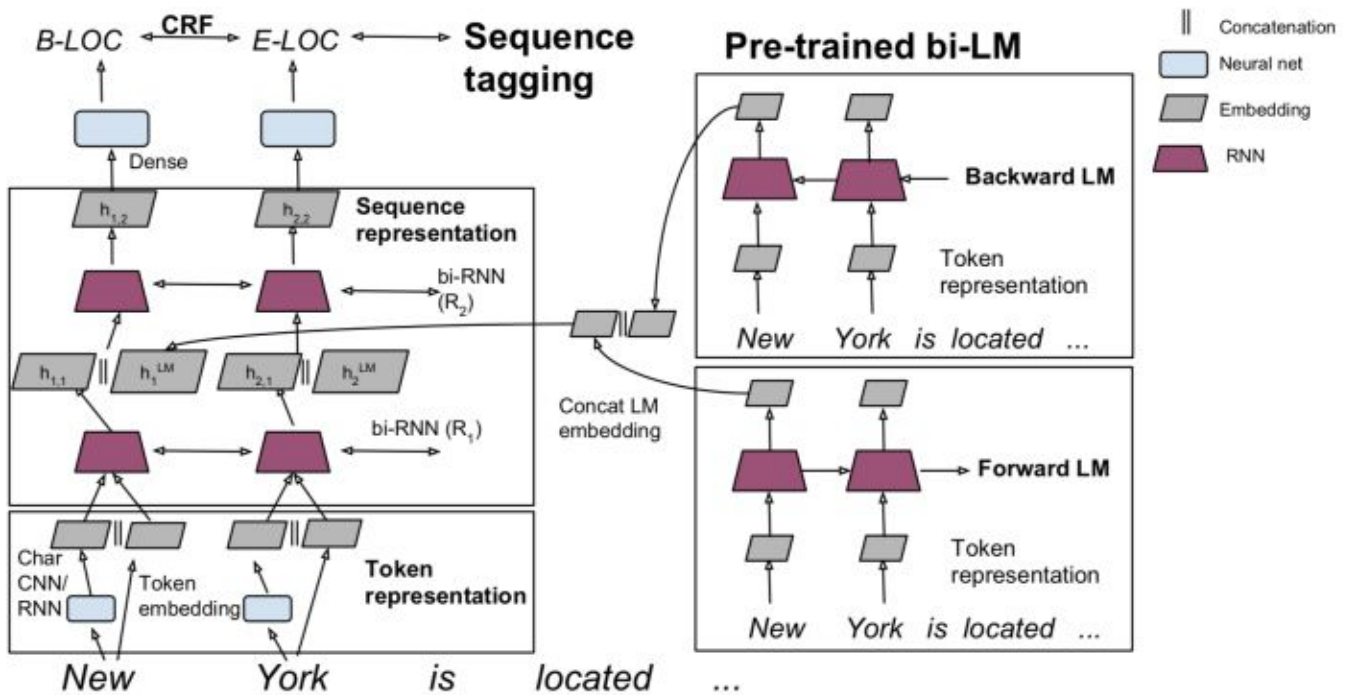 B-LOC
CRF
E-LOC
Sequence
tagging
Dense
h1,2
h2,2
Sequence
representation
bi-RNN
(R2)
h1,1
||
h1LM
h2,1
||
h2LM
bi-RNN (R1)
||
||
Char
CNN/
RNN
Token
embedding
Token
representation
New York is located ...
||
Concat LM
embedding
Pre-trained bi-LM
Backward LM
Token
representation
New York is located ...
Forward LM
Token
representation
New York is located ...
||
Concatenation
Neural net
Embedding
RNN